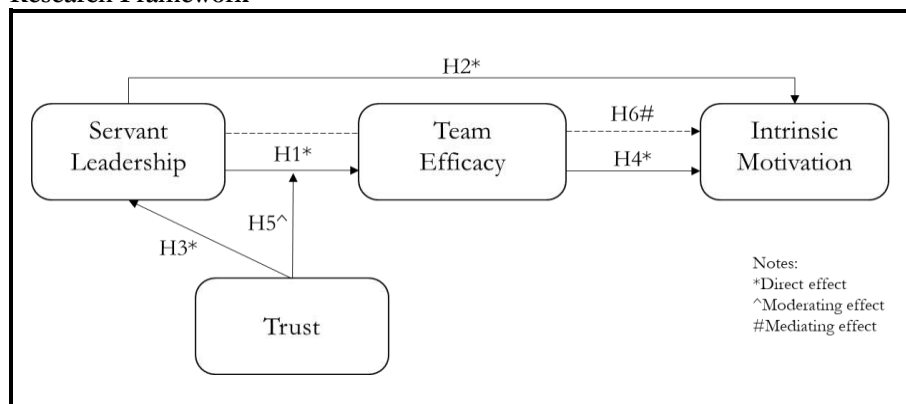 Research Framework
H2*
Servant
Leadership
H1*
Team
Efficacy
H6#
H4*
Intrinsic
Motivation
H3*
H5^
Trust
Notes:
*Direct effect
^Moderating effect
#Mediating effect